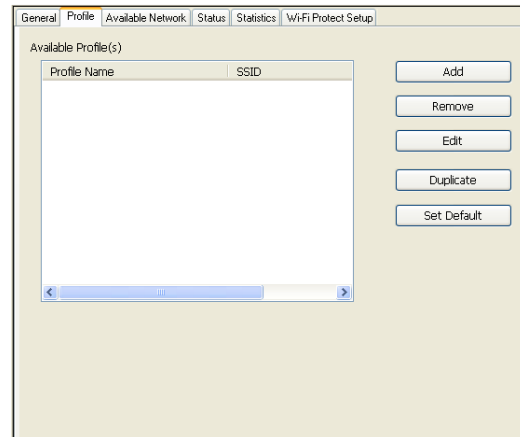 General Profile Available Network Status Statistics Wi-Fi Protect Setup
Available Profile(s)
Profile Name SSID
Add
Remove
Edit
Duplicate
Set Default